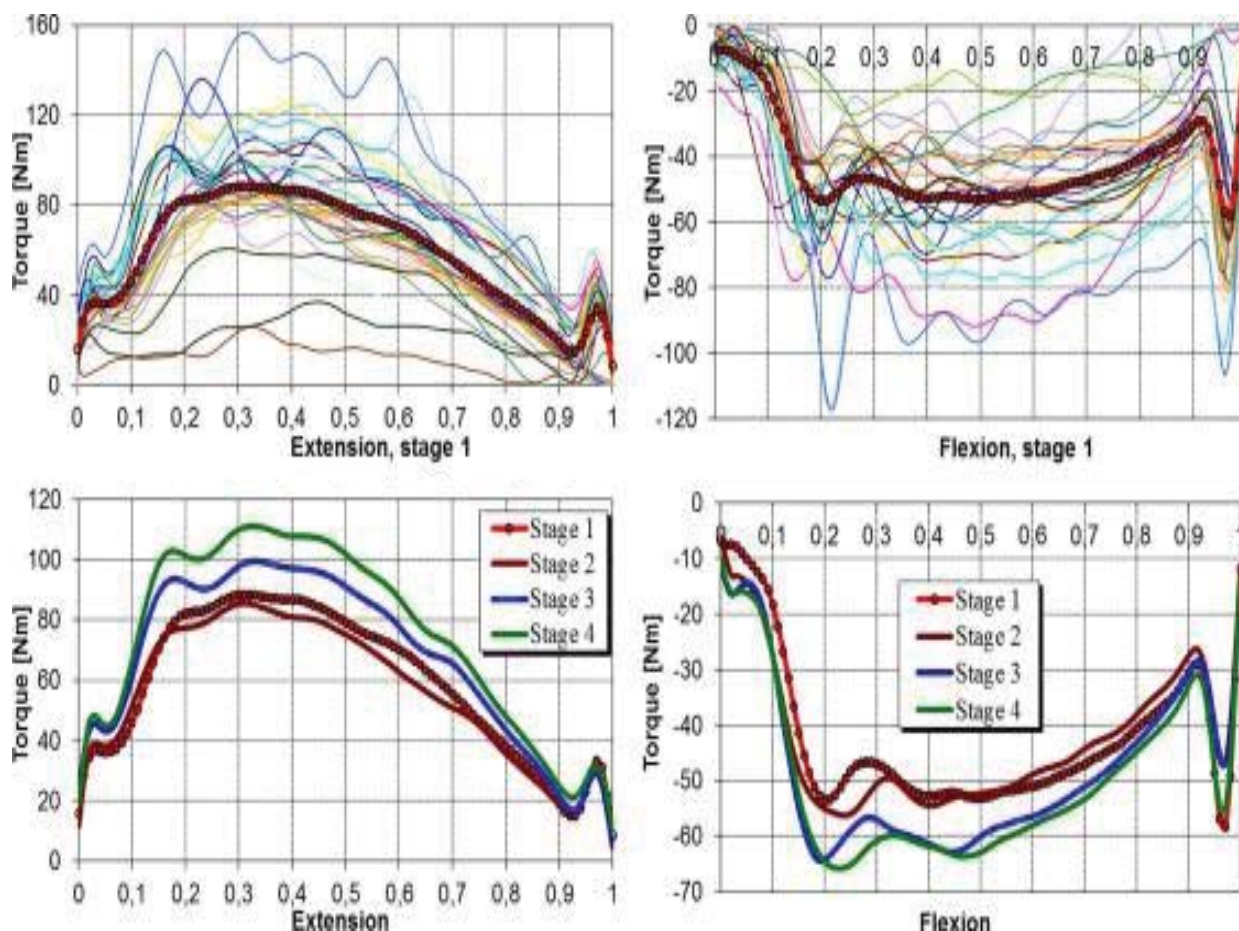 160
120
80
40
0
Torque [Nm]
0 0,1 0,2 0,3 0,4 0,5 0,6 0,7 0,8 0,9 1
Extension, stage 1
0
-20
-40
-60
-80
-100
-120
Torque [Nm]
0 0,1 0,2 0,3 0,4 0,5 0,6 0,7 0,8 0,9
Flexion, stage 1
120
100
80
60
40
20
0
Torque [Nm]
Stage 1
Stage 2
Stage 3
Stage 4
0 0,1 0,2 0,3 0,4 0,5 0,6 0,7 0,8 0,9 1
Extension
0
-10
-20
-30
-40
-50
-60
-70
Torque [Nm]
0 0,1 0,2 0,3 0,4 0,5 0,6 0,7 0,8 0,9
Stage 1
Stage 2
Stage 3
Stage 4
Flexion